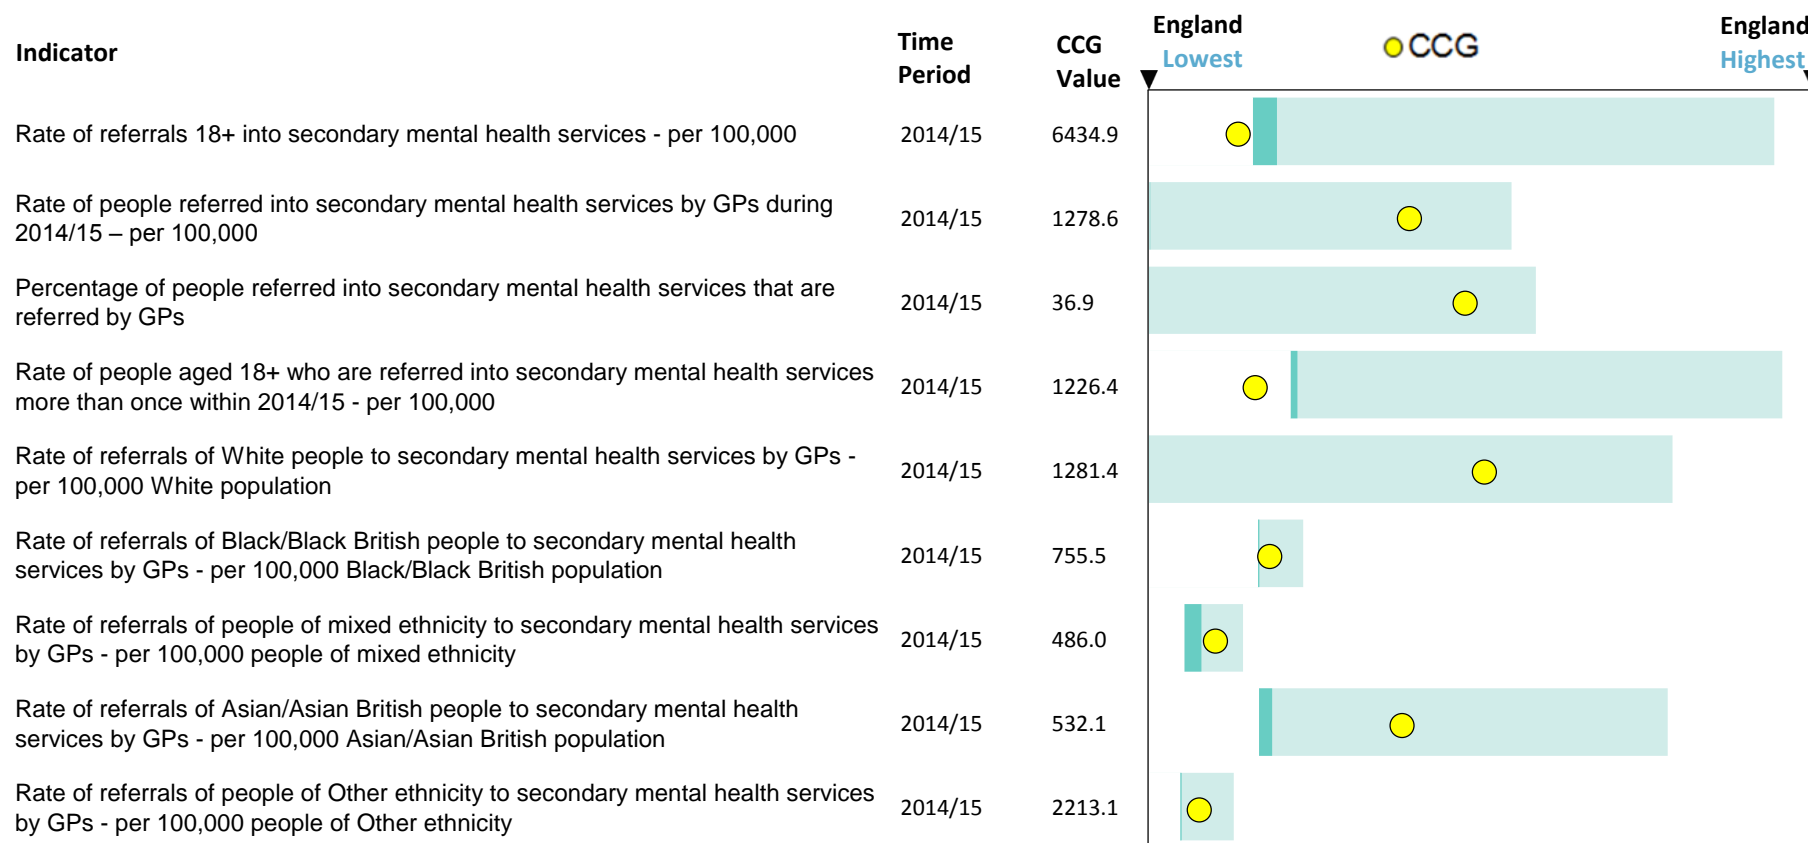 Indicator
Time
Period
CCG
Value
England
Lowest
CCG
England
Highest
Rate of referrals 18+ into secondary mental health services - per 100,000
2014/15
6434.9
Rate of people referred into secondary mental health services by GPs during
2014/15 – per 100,000
2014/15
1278.6
Percentage of people referred into secondary mental health services that are
referred by GPs
2014/15
36.9
Rate of people aged 18+ who are referred into secondary mental health services
more than once within 2014/15 - per 100,000
2014/15
1226.4
Rate of referrals of White people to secondary mental health services by GPs -
per 100,000 White population
2014/15
1281.4
Rate of referrals of Black/Black British people to secondary mental health
services by GPs - per 100,000 Black/Black British population
2014/15
755.5
Rate of referrals of people of mixed ethnicity to secondary mental health services
by GPs - per 100,000 people of mixed ethnicity
2014/15
486.0
Rate of referrals of Asian/Asian British people to secondary mental health
services by GPs - per 100,000 Asian/Asian British population
2014/15
532.1
Rate of referrals of people of Other ethnicity to secondary mental health services
by GPs - per 100,000 people of Other ethnicity
2014/15
2213.1